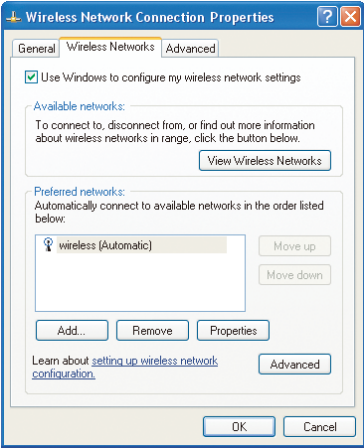 Wireless Network Connection Properties
General Wireless Networks Advanced
Use Windows to configure my wireless network settings
Available networks:
To connect to, disconnect from, or find out more information
about wireless networks in range, click the button below.
View Wireless Networks
Preferred networks:
Automatically connect to available networks in the order listed
below:
wireless (Automatic)
Move up
Move down
Add... Remove Properties
Learn about setting up wireless network
configuration.
Advanced
OK Cancel